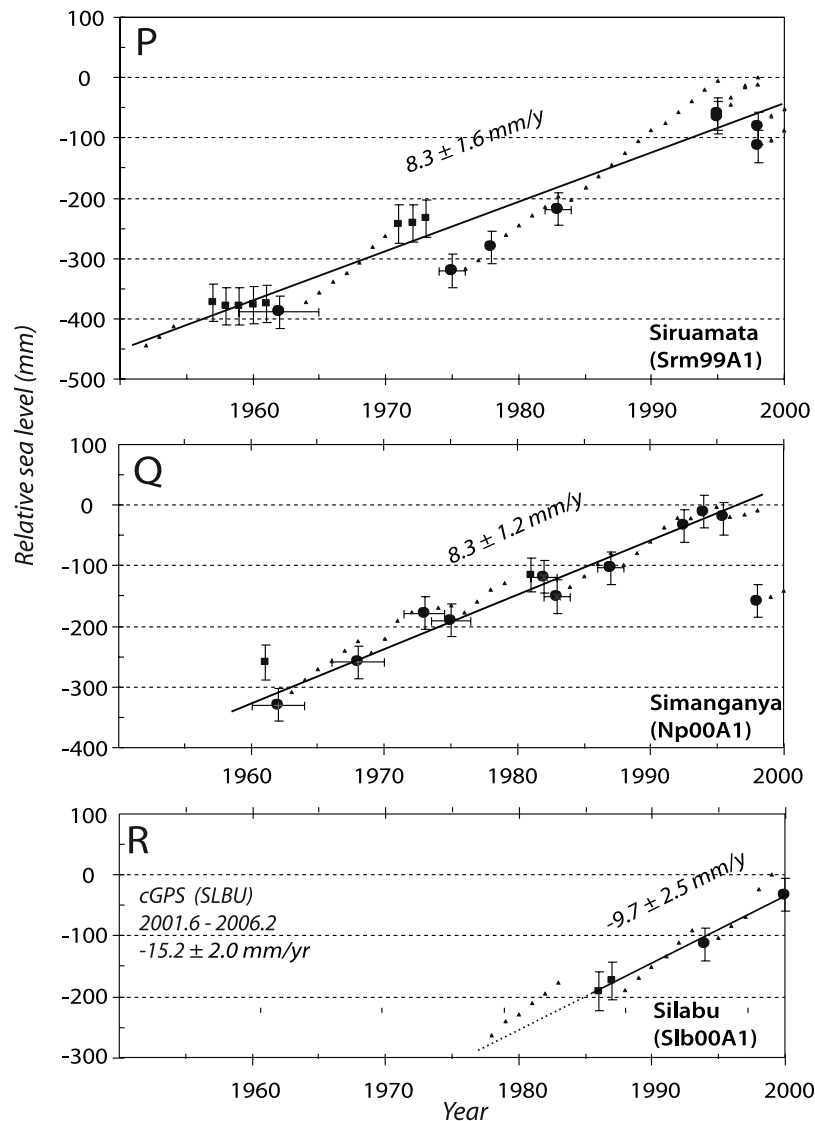 P
100
0
-100
-200
-300
-400
-500
8.3 ± 1.6 mm/y
Siruamata
(Srm99A1)
1960
1970
1980
1990
2000
Relative sea level (mm)
Q
100
0
-100
-200
-300
-400
8.3 ± 1.2 mm/y
Simanganya
(Np00A1)
1960
1970
1980
1990
2000
R
100
0
-100
-200
-300
cGPS (SLBU)
2001.6 - 2006.2
-15.2 ± 2.0 mm/yr
-9.7 ± 2.5 mm/y
Silabu
(Slb00A1)
1960
1970
1980
1990
2000
Year